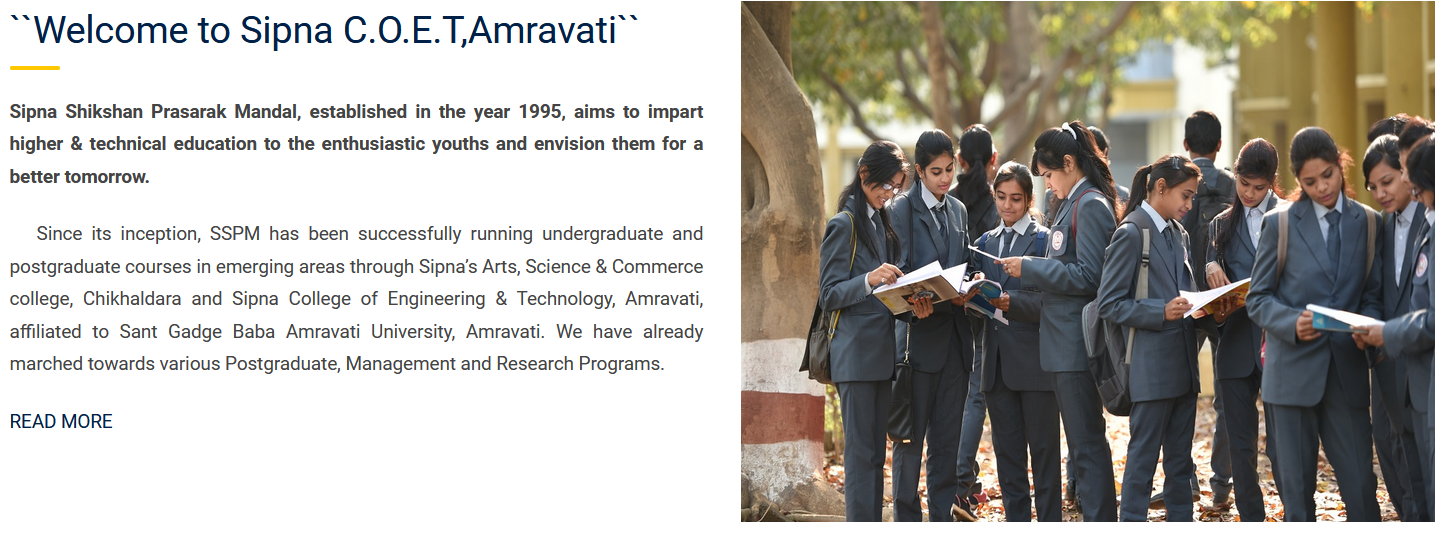 ``Welcome to Sipna C.O.E.T,Amravati``
Sipna Shikshan Prasarak Mandal, established in the year 1995, aims to impart
higher & technical education to the enthusiastic youths and envision them for a
better tomorrow.
Since its inception, SSPM has been successfully running undergraduate and
postgraduate courses in emerging areas through Sipna’s Arts, Science & Commerce
college, Chikhaldara and Sipna College of Engineering & Technology, Amravati,
affiliated to Sant Gadge Baba Amravati University, Amravati. We have already
marched towards various Postgraduate, Management and Research Programs.
READ MORE